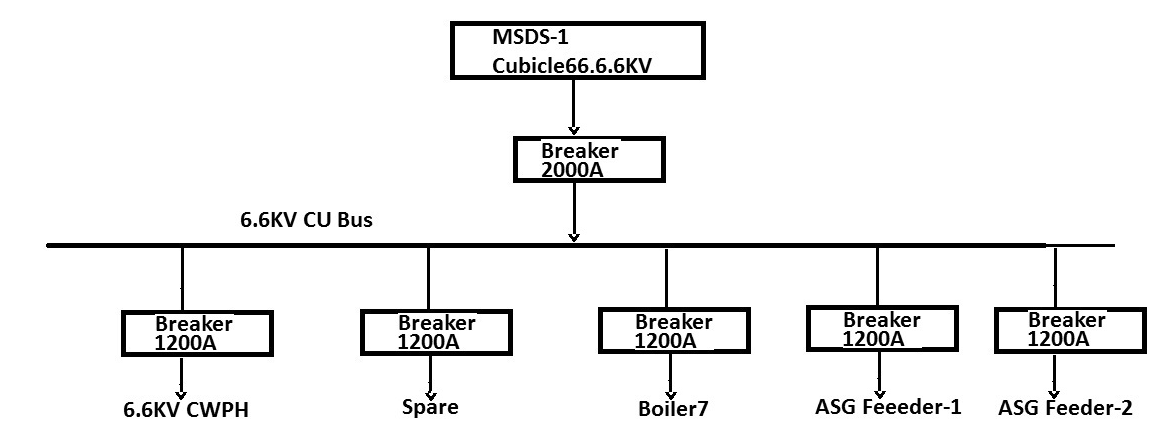 MSDS-1
Cubicle66.6.6KV
Breaker
2000A
6.6KV CU Bus
Breaker
1200A
Breaker
1200A
Breaker
1200A
Breaker
1200A
Breaker
1200A
6.6KV CWPH
Spare
Boiler7
ASG Feeeder-1
ASG Feeder-2